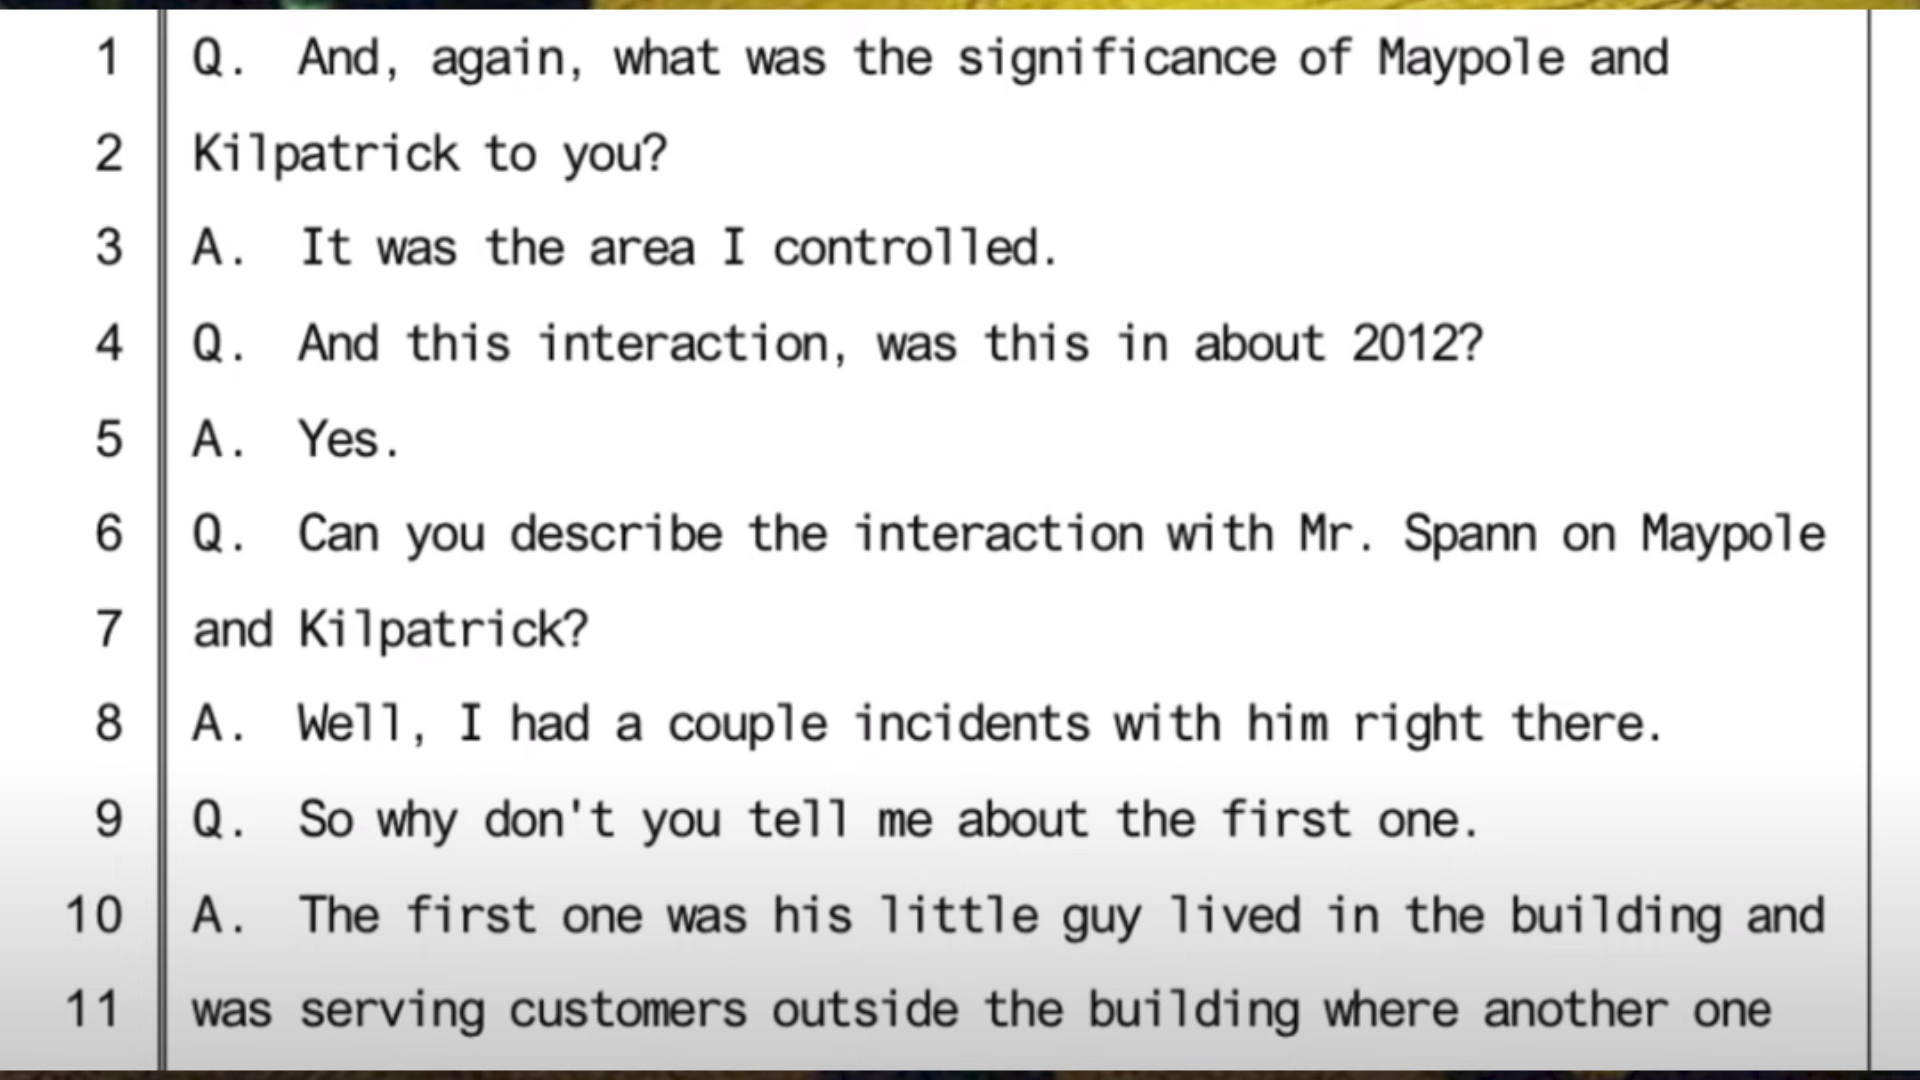 1 Q. And, again, what was the significance of Maypole and
2 Kilpatrick to you?
3 A. It was the area I controlled.
4 Q. And this interaction, was this in about 2012?
5 A. Yes.
6 Q. Can you describe the interaction with Mr. Spann on Maypole
7 and Kilpatrick?
8 A. Well, I had a couple incidents with him right there.
9 Q. So why don't you tell me about the first one.
10 A. The first one was his little guy lived in the building and
11 was serving customers outside the building where another one